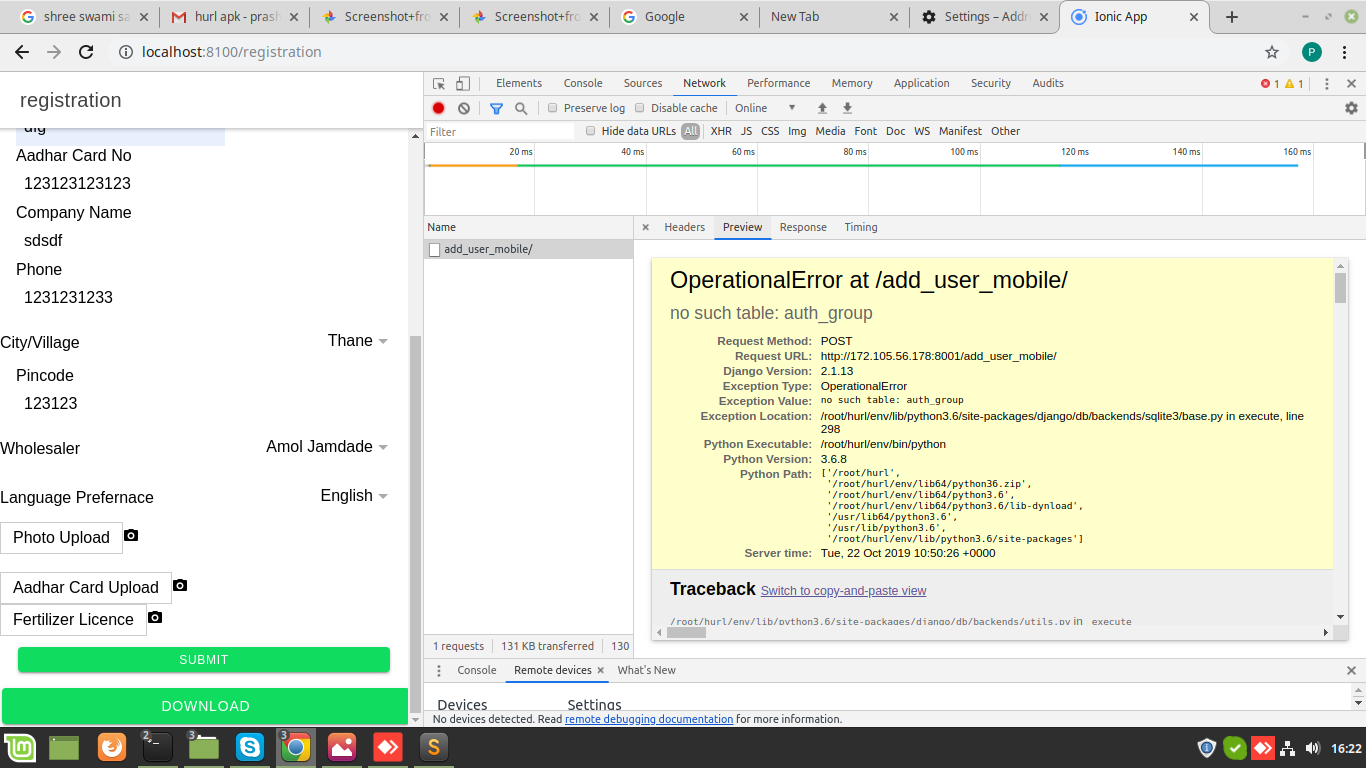 shree swami sa
hurl apk - prash
Screenshot+fro
Screenshot+fro
Google
New Tab
Settings – Addr
Ionic App
localhost:8100/registration
P
registration
Aadhar Card No
123123123123
Company Name
sdsdf
Phone
1231231233
City/Village
Thane
Pincode
123123
Wholesaler
Amol Jamdade
Language Prefernace
English
Photo Upload
Aadhar Card Upload
Fertilizer Licence
SUBMIT
DOWNLOAD
Elements Console Sources Network Performance Memory Application Security Audits
1 1
Preserve log Disable cache Online
Filter
Hide data URLs All XHR JS CSS Img Media Font Doc WS Manifest Other
20 ms 40 ms 60 ms 80 ms 100 ms 120 ms 140 ms 160 ms
Name
add_user_mobile/
× Headers Preview Response Timing
OperationalError at /add_user_mobile/
no such table: auth_group
Request Method: POST
Request URL: http://172.105.56.178:8001/add_user_mobile/
Django Version: 2.1.13
Exception Type: OperationalError
Exception Value: no such table: auth_group
Exception Location: /root/hurl/env/lib/python3.6/site-packages/django/db/backends/sqlite3/base.py in execute, line
298
Python Executable: /root/hurl/env/bin/python
Python Version: 3.6.8
Python Path: ['/root/hurl',
'/root/hurl/env/lib64/python36.zip',
'/root/hurl/env/lib64/python3.6',
'/root/hurl/env/lib64/python3.6/lib-dynload',
'/usr/lib64/python3.6',
'/usr/lib/python3.6',
'/root/hurl/env/lib/python3.6/site-packages']
Server time: Tue, 22 Oct 2019 10:50:26 +0000
Traceback Switch to copy-and-paste view
/root/hurl/env/lib/python3.6/site-packages/django/db/backends/utils.py in execute
1 requests 131 KB transferred 130
Console Remote devices × What's New
Devices
Settings
No devices detected. Read remote debugging documentation for more information.
2
3
3
S
S
16:22